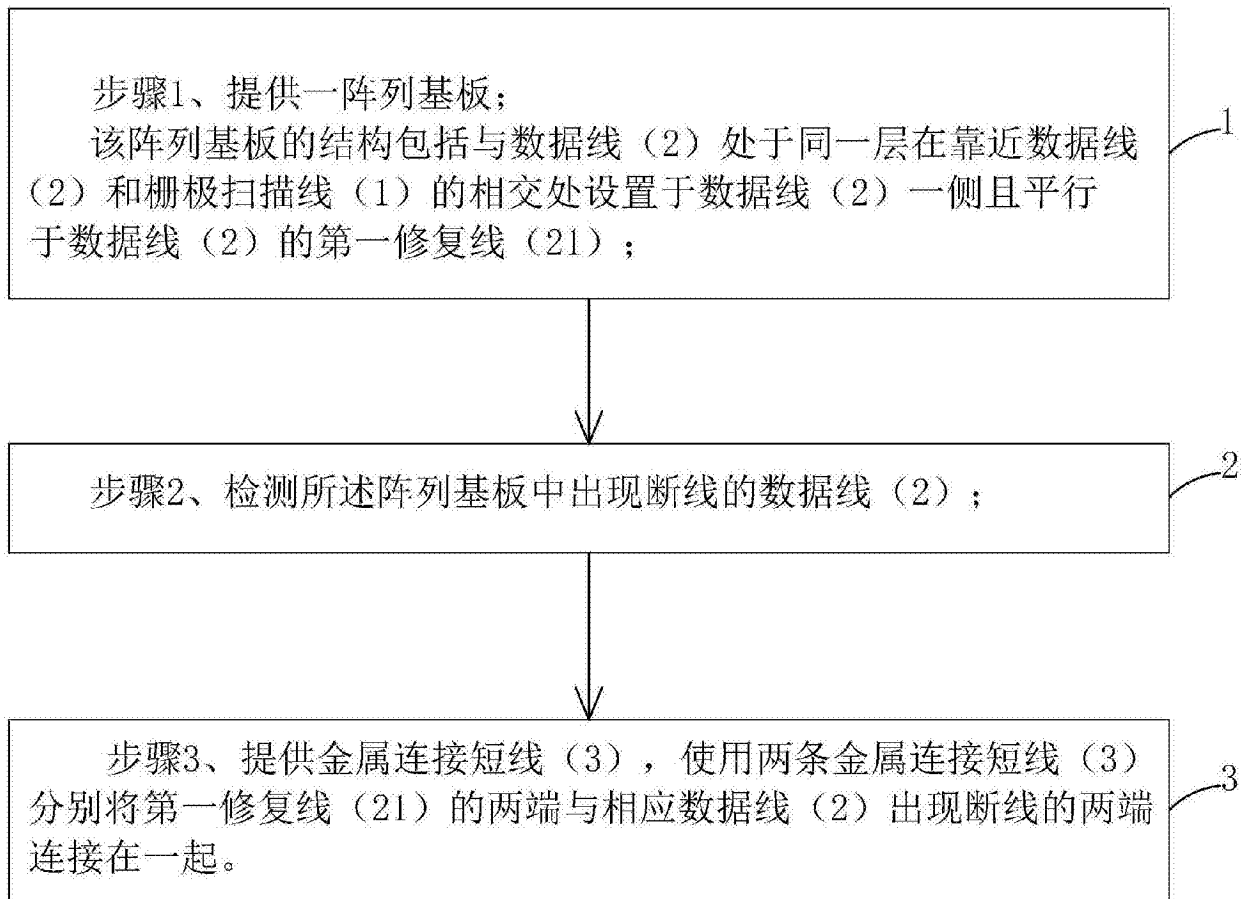 步骤1、提供一阵列基板；
该阵列基板的结构包括与数据线（2）处于同一层在靠近数据线
（2）和栅极扫描线（1）的相交处设置于数据线（2）一侧且平行
于数据线（2）的第一修复线（21）；
1
步骤2、检测所述阵列基板中出现断线的数据线（2）；
2
步骤3、提供金属连接短线（3），使用两条金属连接短线（3）
分别将第一修复线（21）的两端与相应数据线（2）出现断线的两端
连接在一起。
3